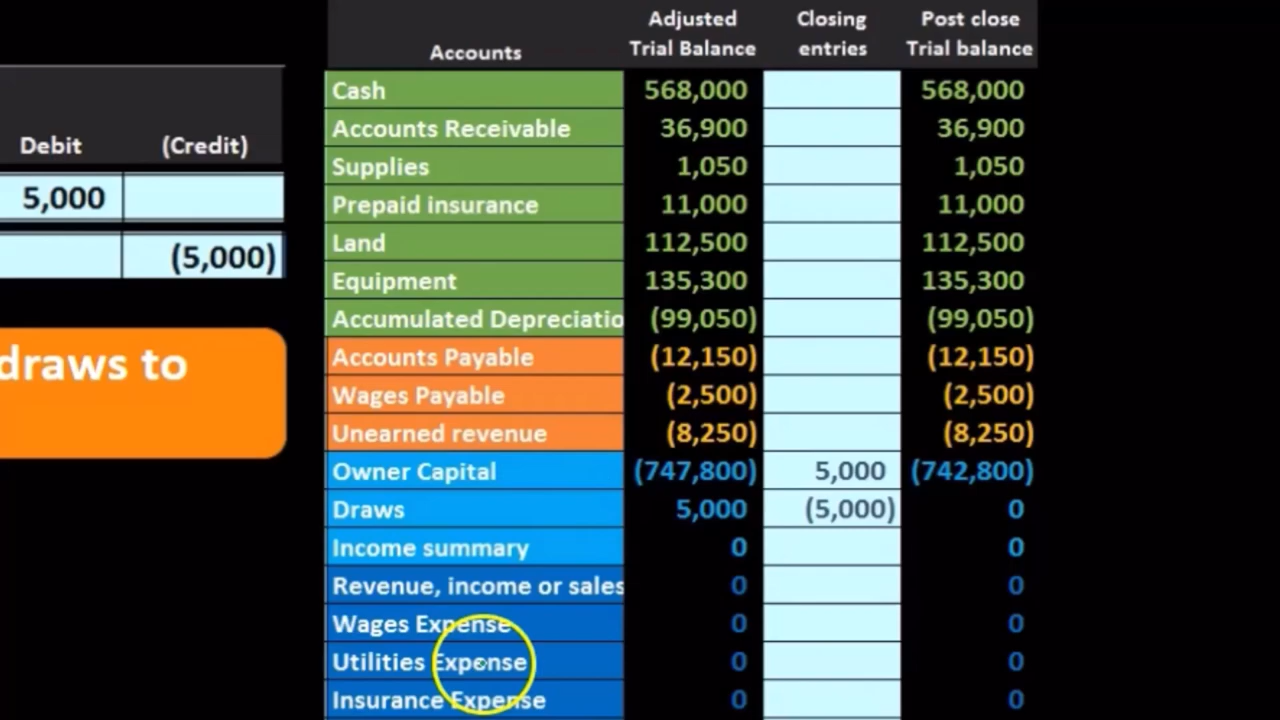 Debit (Credit)
5,000
(5,000)
draws to
Adjusted Closing Post close
Accounts Trial Balance entries Trial balance
Cash 568,000 568,000
Accounts Receivable 36,900 36,900
Supplies 1,050 1,050
Prepaid insurance 11,000 11,000
Land 112,500 112,500
Equipment 135,300 135,300
Accumulated Depreciatio (99,050) (99,050)
Accounts Payable (12,150) (12,150)
Wages Payable (2,500) (2,500)
Unearned revenue (8,250) (8,250)
Owner Capital (747,800) 5,000 (742,800)
Draws 5,000 (5,000) 0
Income summary 0 0
Revenue, income or sales 0 0
Wages Expense 0 0
Utilities Expense 0 0
Insurance Expense 0 0